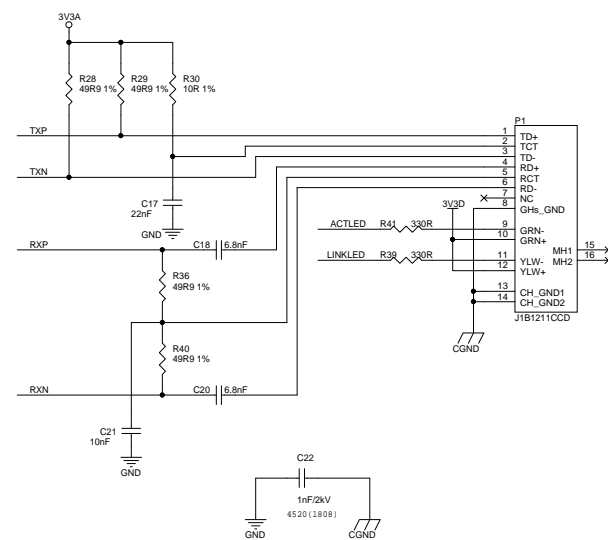 3V3A
R28
49R9 1%
R29
49R9 1%
R30
10R 1%
P1
TXP
1
TD+
2
TCT
TXN
3
TD-
4
RD+
5
RCT
6
RD-
7
NC
8
GHs_GND
C17
22nF
GND
3V3D
ACTLED
R41
330R
9
GRN-
10
GRN+
RXP
C18
6.8nF
LINKLED
R39
330R
11
YLW-
12
YLW+
MH1
15
MH2
16
R36
49R9 1%
13
CH_GND1
14
CH_GND2
J1B1211CCD
CGND
R40
49R9 1%
RXN
C20
6.8nF
C21
10nF
GND
C22
1nF/2kV
4520(1808)
GND
CGND